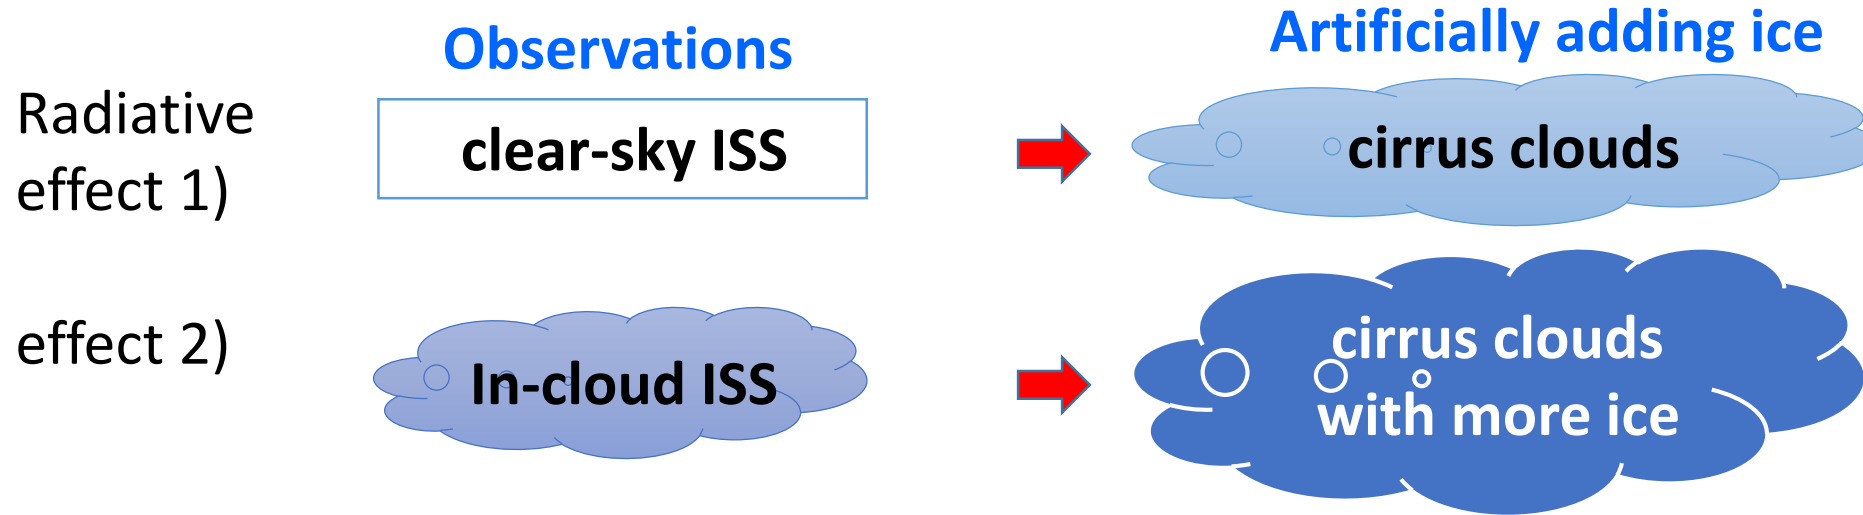 Observations
Artificially adding ice
Radiative
effect 1)
clear-sky ISS
cirrus clouds
effect 2)
In-cloud ISS
cirrus clouds
with more ice